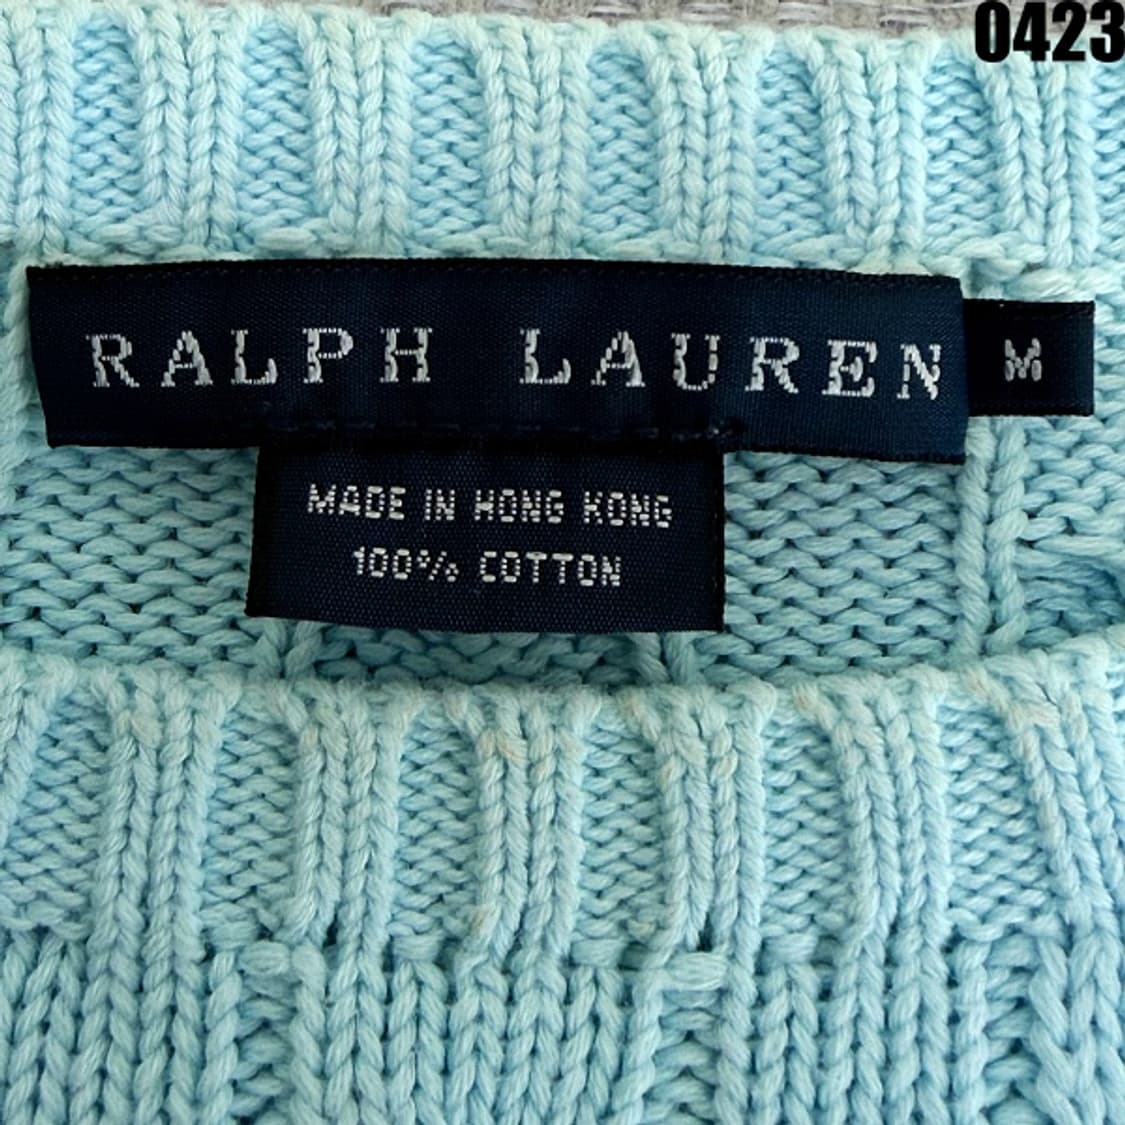 0423
RALPH LAUREN
M
MADE IN HONG KONG
100% COTTON